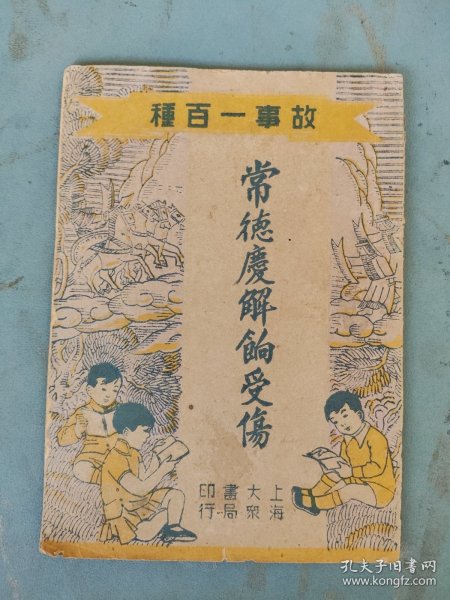 故事一百種
常德慶解餉受傷
上海
大衆
書局
印行
孔夫子旧书网
www.kongfz.com